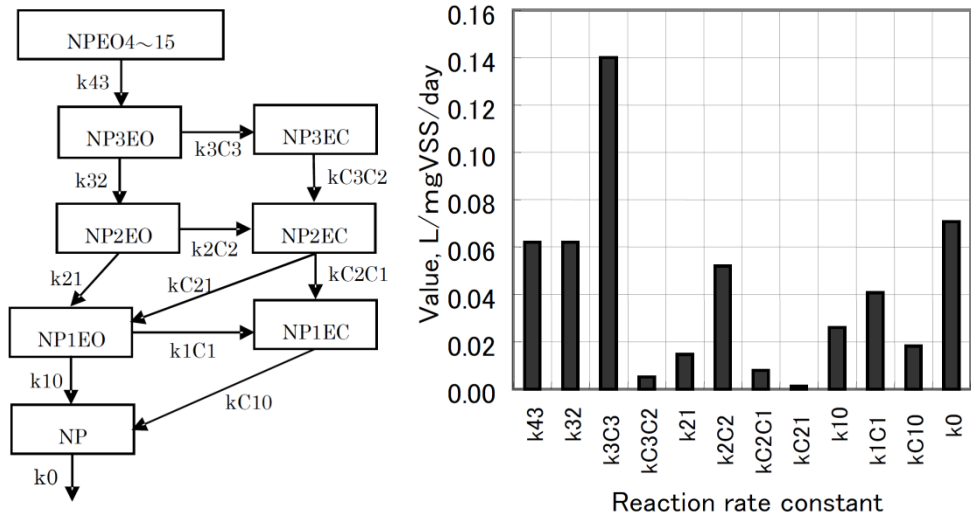 NPEO4~15
k43
NP3EO
k3C3
NP3EC
k32
kC3C2
NP2EO
k2C2
NP2EC
k21
kC21
kC2C1
NP1EO
k1C1
NP1EC
k10
kC10
NP
k0
Value, L/mgVSS/day
0.16
0.14
0.12
0.10
0.08
0.06
0.04
0.02
0.00
k43
k32
k3C3
kC3C2
k21
k2C2
kC2C1
kC21
k10
k1C1
kC10
k0
Reaction rate constant